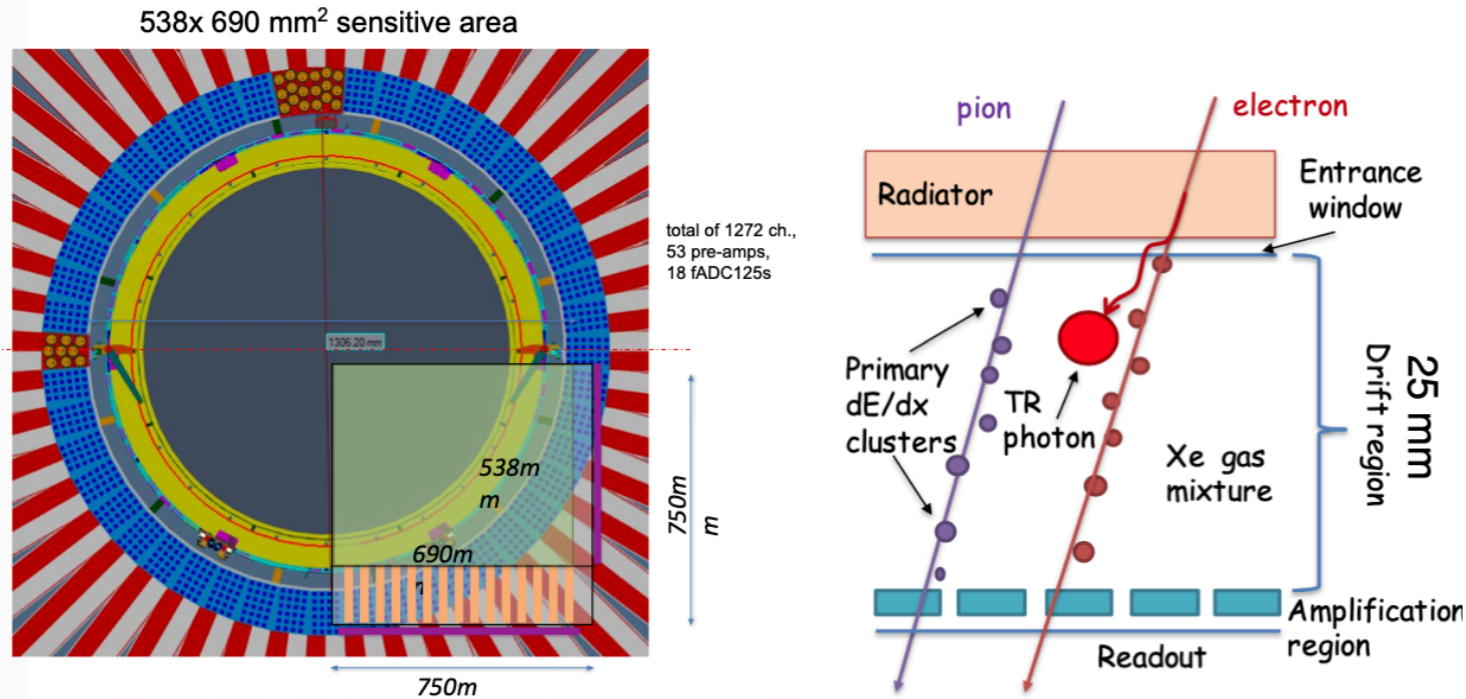 538x 690 mm² sensitive area
total of 1272 ch.,
53 pre-amps,
18 fADC125s
1306.20 mm
538m
m
690m
750m
m
750m
pion
electron
Radiator
Entrance
window
Primary
dE/dx
clusters
TR
photon
Xe gas
mixture
25 mm
Drift region
Amplification
region
Readout